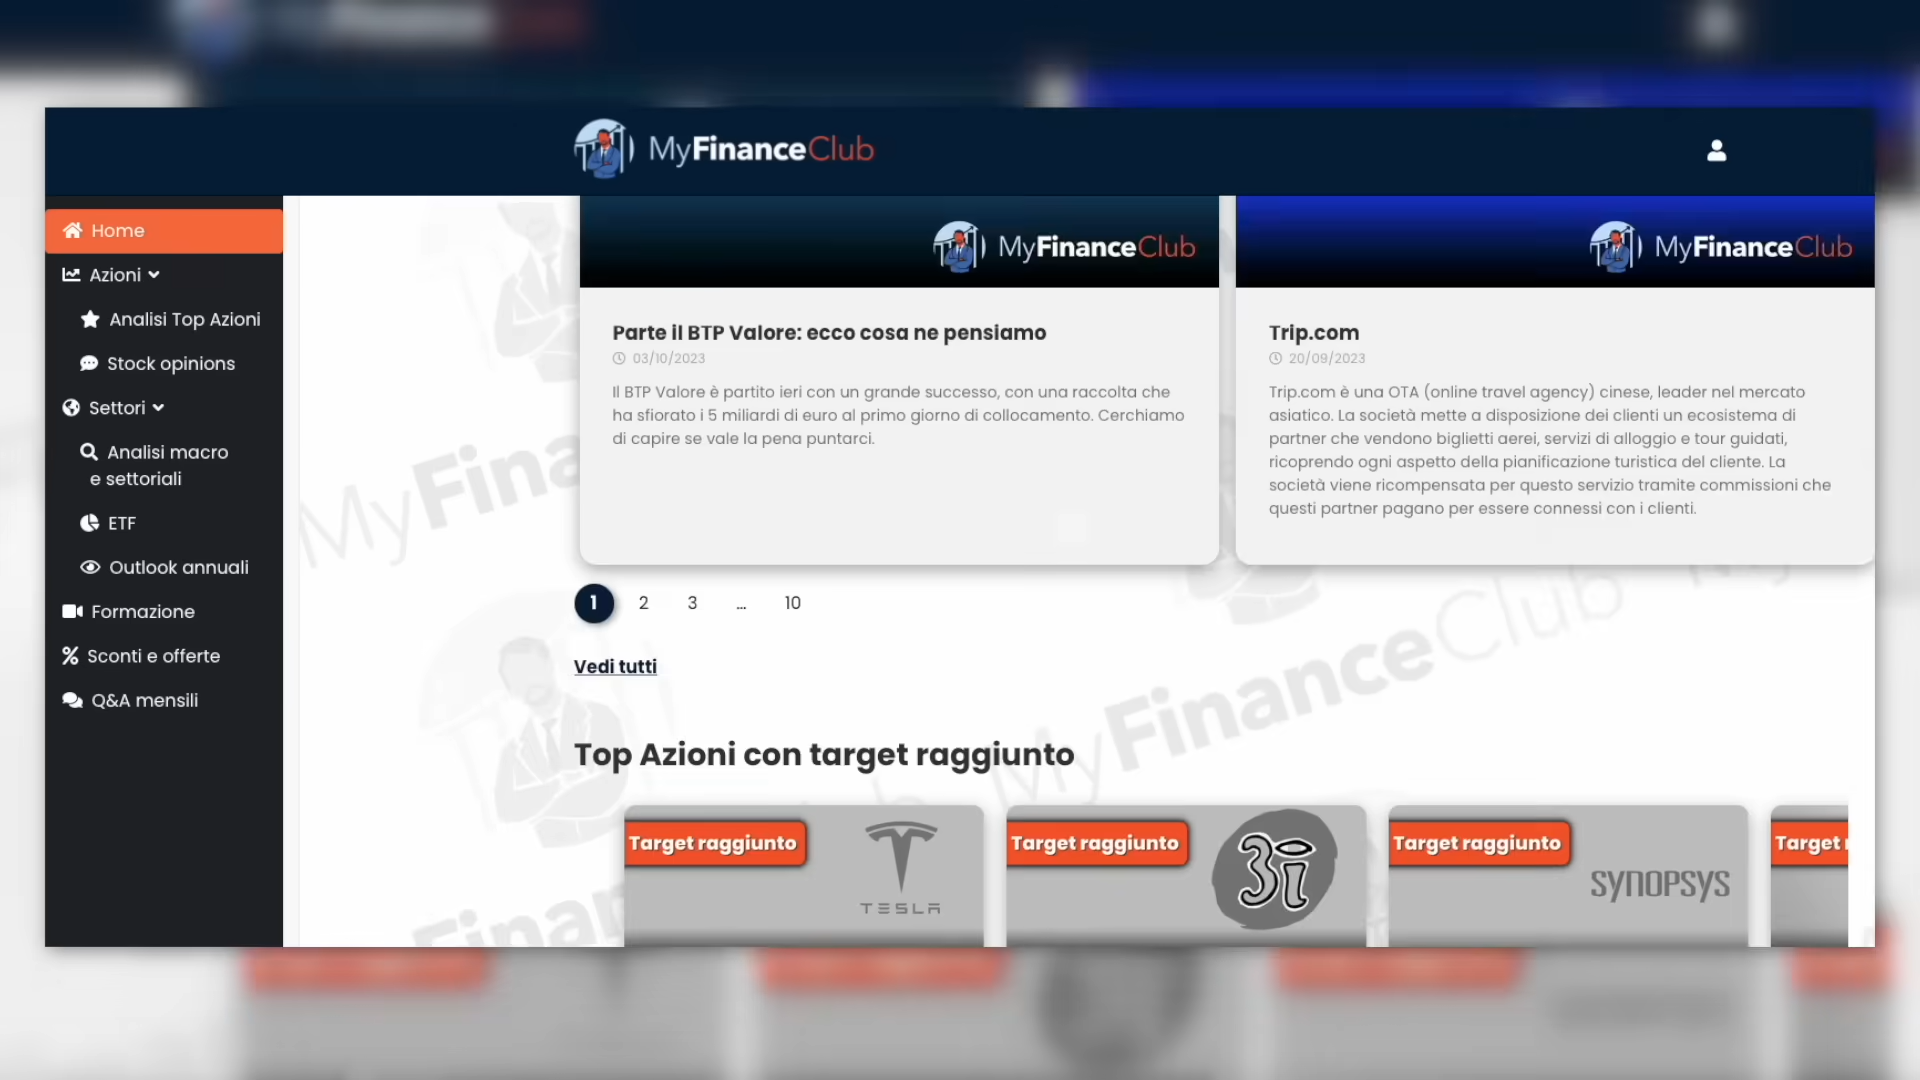 MyFinanceClub
Home
Azioni
Analisi Top Azioni
Stock opinions
Settori
Analisi macro
e settoriali
ETF
Outlook annuali
Formazione
Sconti e offerte
Q&A mensili
MyFinanceClub
Parte il BTP Valore: ecco cosa ne pensiamo
03/10/2023
Il BTP Valore è partito ieri con un grande successo, con una raccolta che
ha sfiorato i 5 miliardi di euro al primo giorno di collocamento. Cerchiamo
di capire se vale la pena puntarci.
MyFinanceClub
Trip.com
20/09/2023
Trip.com è una OTA (online travel agency) cinese, leader nel mercato
asiatico. La società mette a disposizione dei clienti un ecosistema di
partner che vendono biglietti aerei, servizi di alloggio e tour guidati,
ricoprendo ogni aspetto della pianificazione turistica del cliente. La
società viene ricompensata per questo servizio tramite commissioni che
questi partner pagano per essere connessi con i clienti.
1 2 3 ... 10
Vedi tutti
Top Azioni con target raggiunto
Target raggiunto
TESLA
Target raggiunto
3i
Target raggiunto
SYNOPSYS
Target
MyFina
MyFinanceClub
Finan